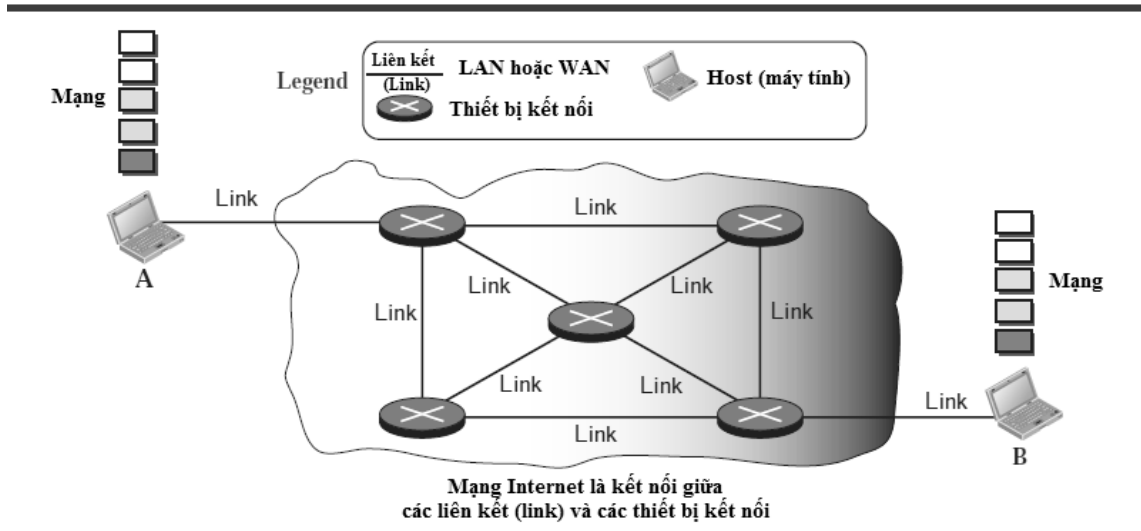 Legend
Liên kết
(Link)
LAN hoặc WAN
Host (máy tính)
Thiết bị kết nối
Mạng
A
Link
Link
Link
Link
Link
Link
Link
Link
Link
Link
Mạng
B
Mạng Internet là kết nối giữa
các liên kết (link) và các thiết bị kết nối